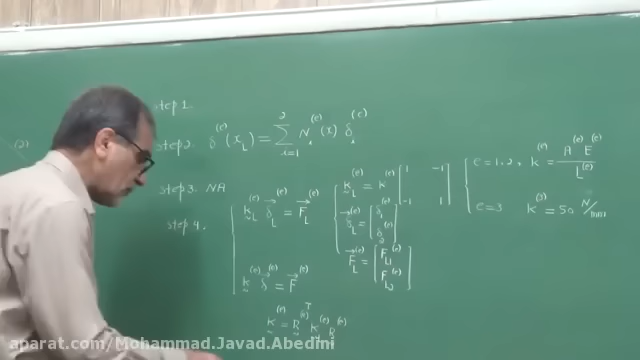 step 1.
step 2. δ^(e)(x_L) = Σ_{i=1}^{2} N_i^(e)(x) δ_i^(e)
step 3. NA
step 4. k_L^(e) δ_L^(e) = F_L^(e)
k^(e) δ^(e) = F^(e)
k_L^(e) = k^(e) [1 -1 -1 1]
δ_L^(e) = [δ_1^(e) δ_2^(e)]
F_L^(e) = [F_L1^(e) F_L2^(e)]
e = 1,2, k^(e) = A^(e) E^(e) / L^(e)
e = 3 k^(3) = 50 N/mm
k^(e) = R^(e)T k_L^(e) R^(e)
aparat.com/Mohammad.Javad.Abedini